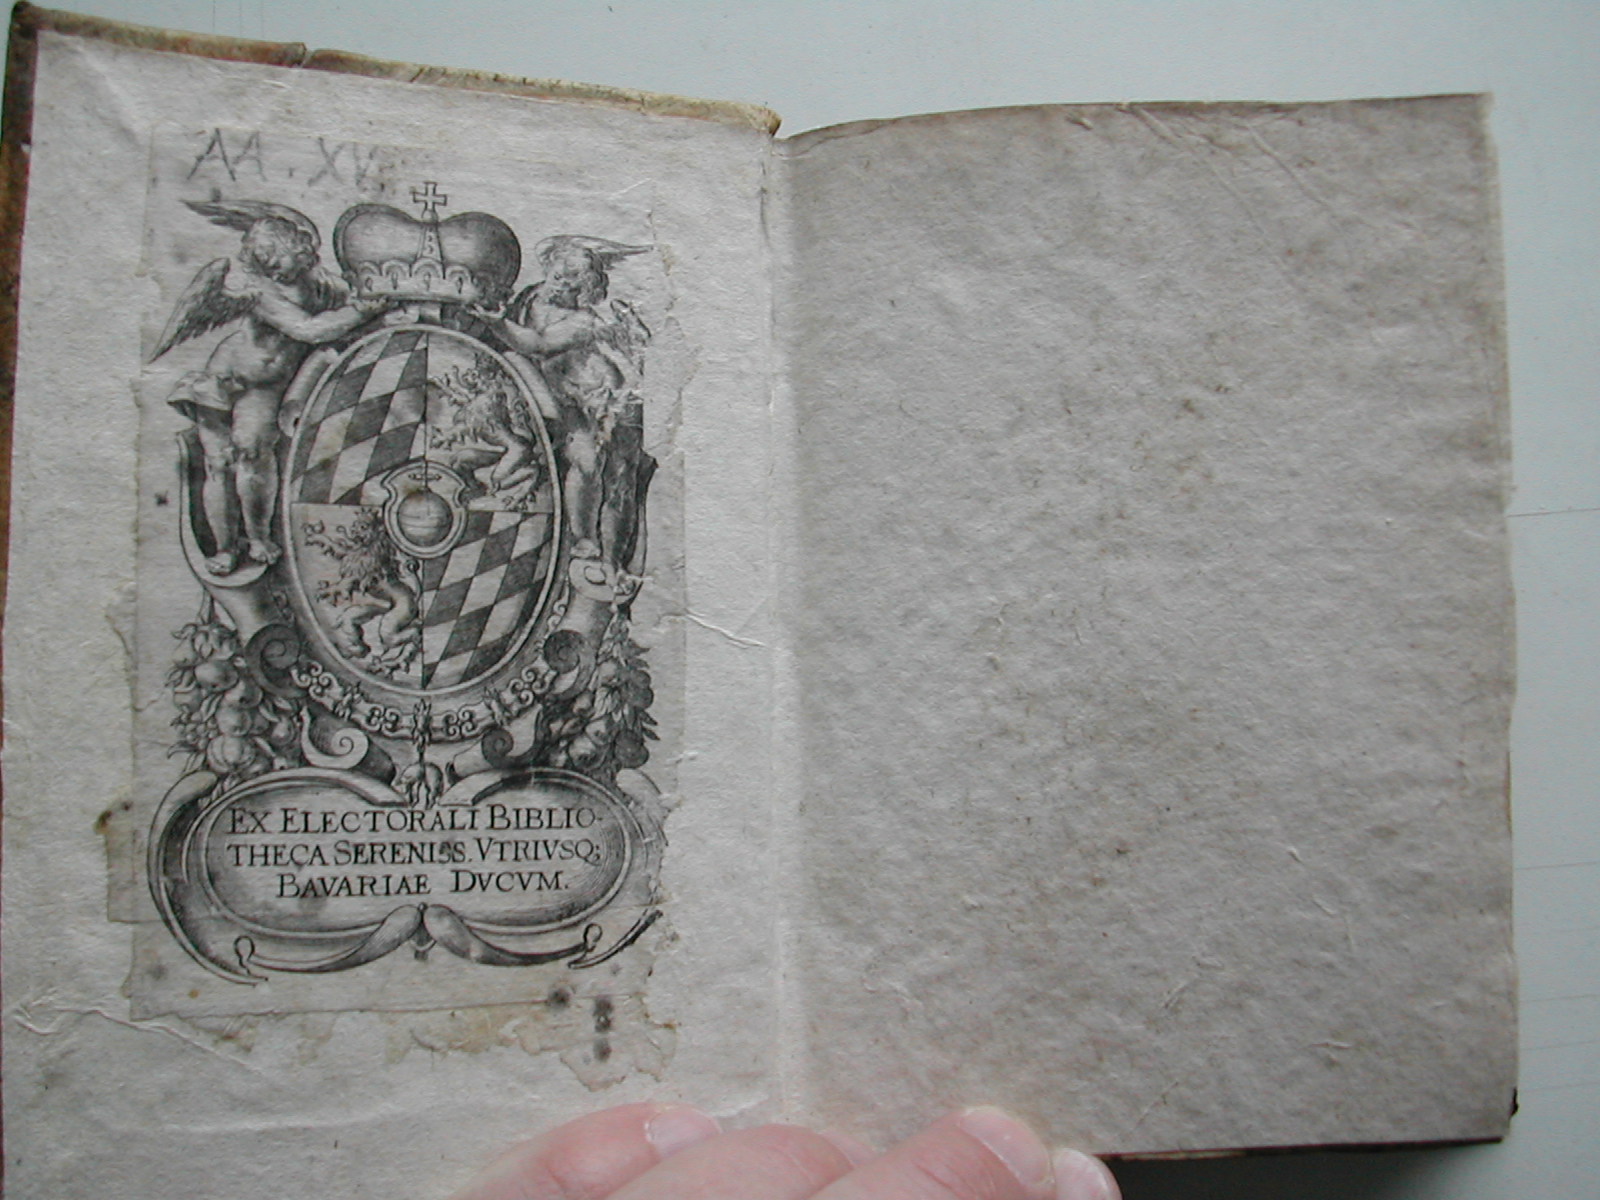 AA. XV.
EX ELECTORALI BIBLIO-
THECA SERENISS. VTRIVSQ;
BAVARIAE DVCVM.